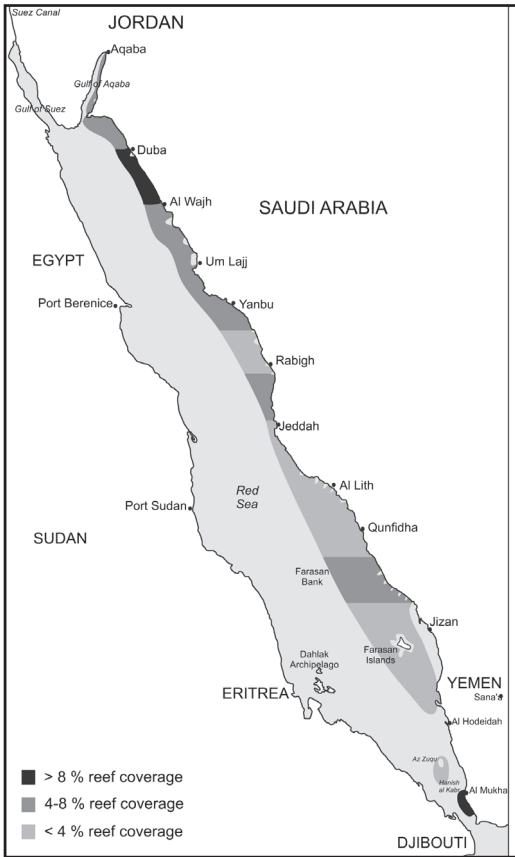 Suez Canal
JORDAN
Aqaba
Gulf of Aqaba
Gulf of Suez
Duba
Al Wajh
SAUDI ARABIA
EGYPT
Um Lajj
Port Berenice
Yanbu
Rabigh
Jeddah
Al Lith
Red
Sea
Port Sudan
Qunfidha
SUDAN
Farasan
Bank
Jizan
Farasan
Islands
Dahlak
Archipelago
YEMEN
ERITREA
Sana'a
Al Hodeidah
Az Zuqu
Hanish
al Kabr
Al Mukha
> 8 % reef coverage
4-8 % reef coverage
< 4 % reef coverage
DJIBOUTI